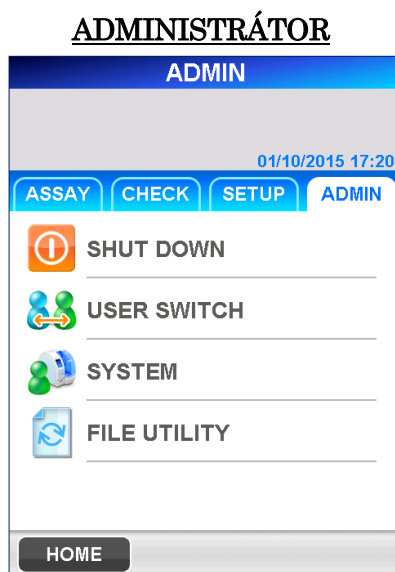 ADMINISTRÁTOR
ADMIN
01/10/2015 17:20
ASSAY CHECK SETUP ADMIN
SHUT DOWN
USER SWITCH
SYSTEM
FILE UTILITY
HOME